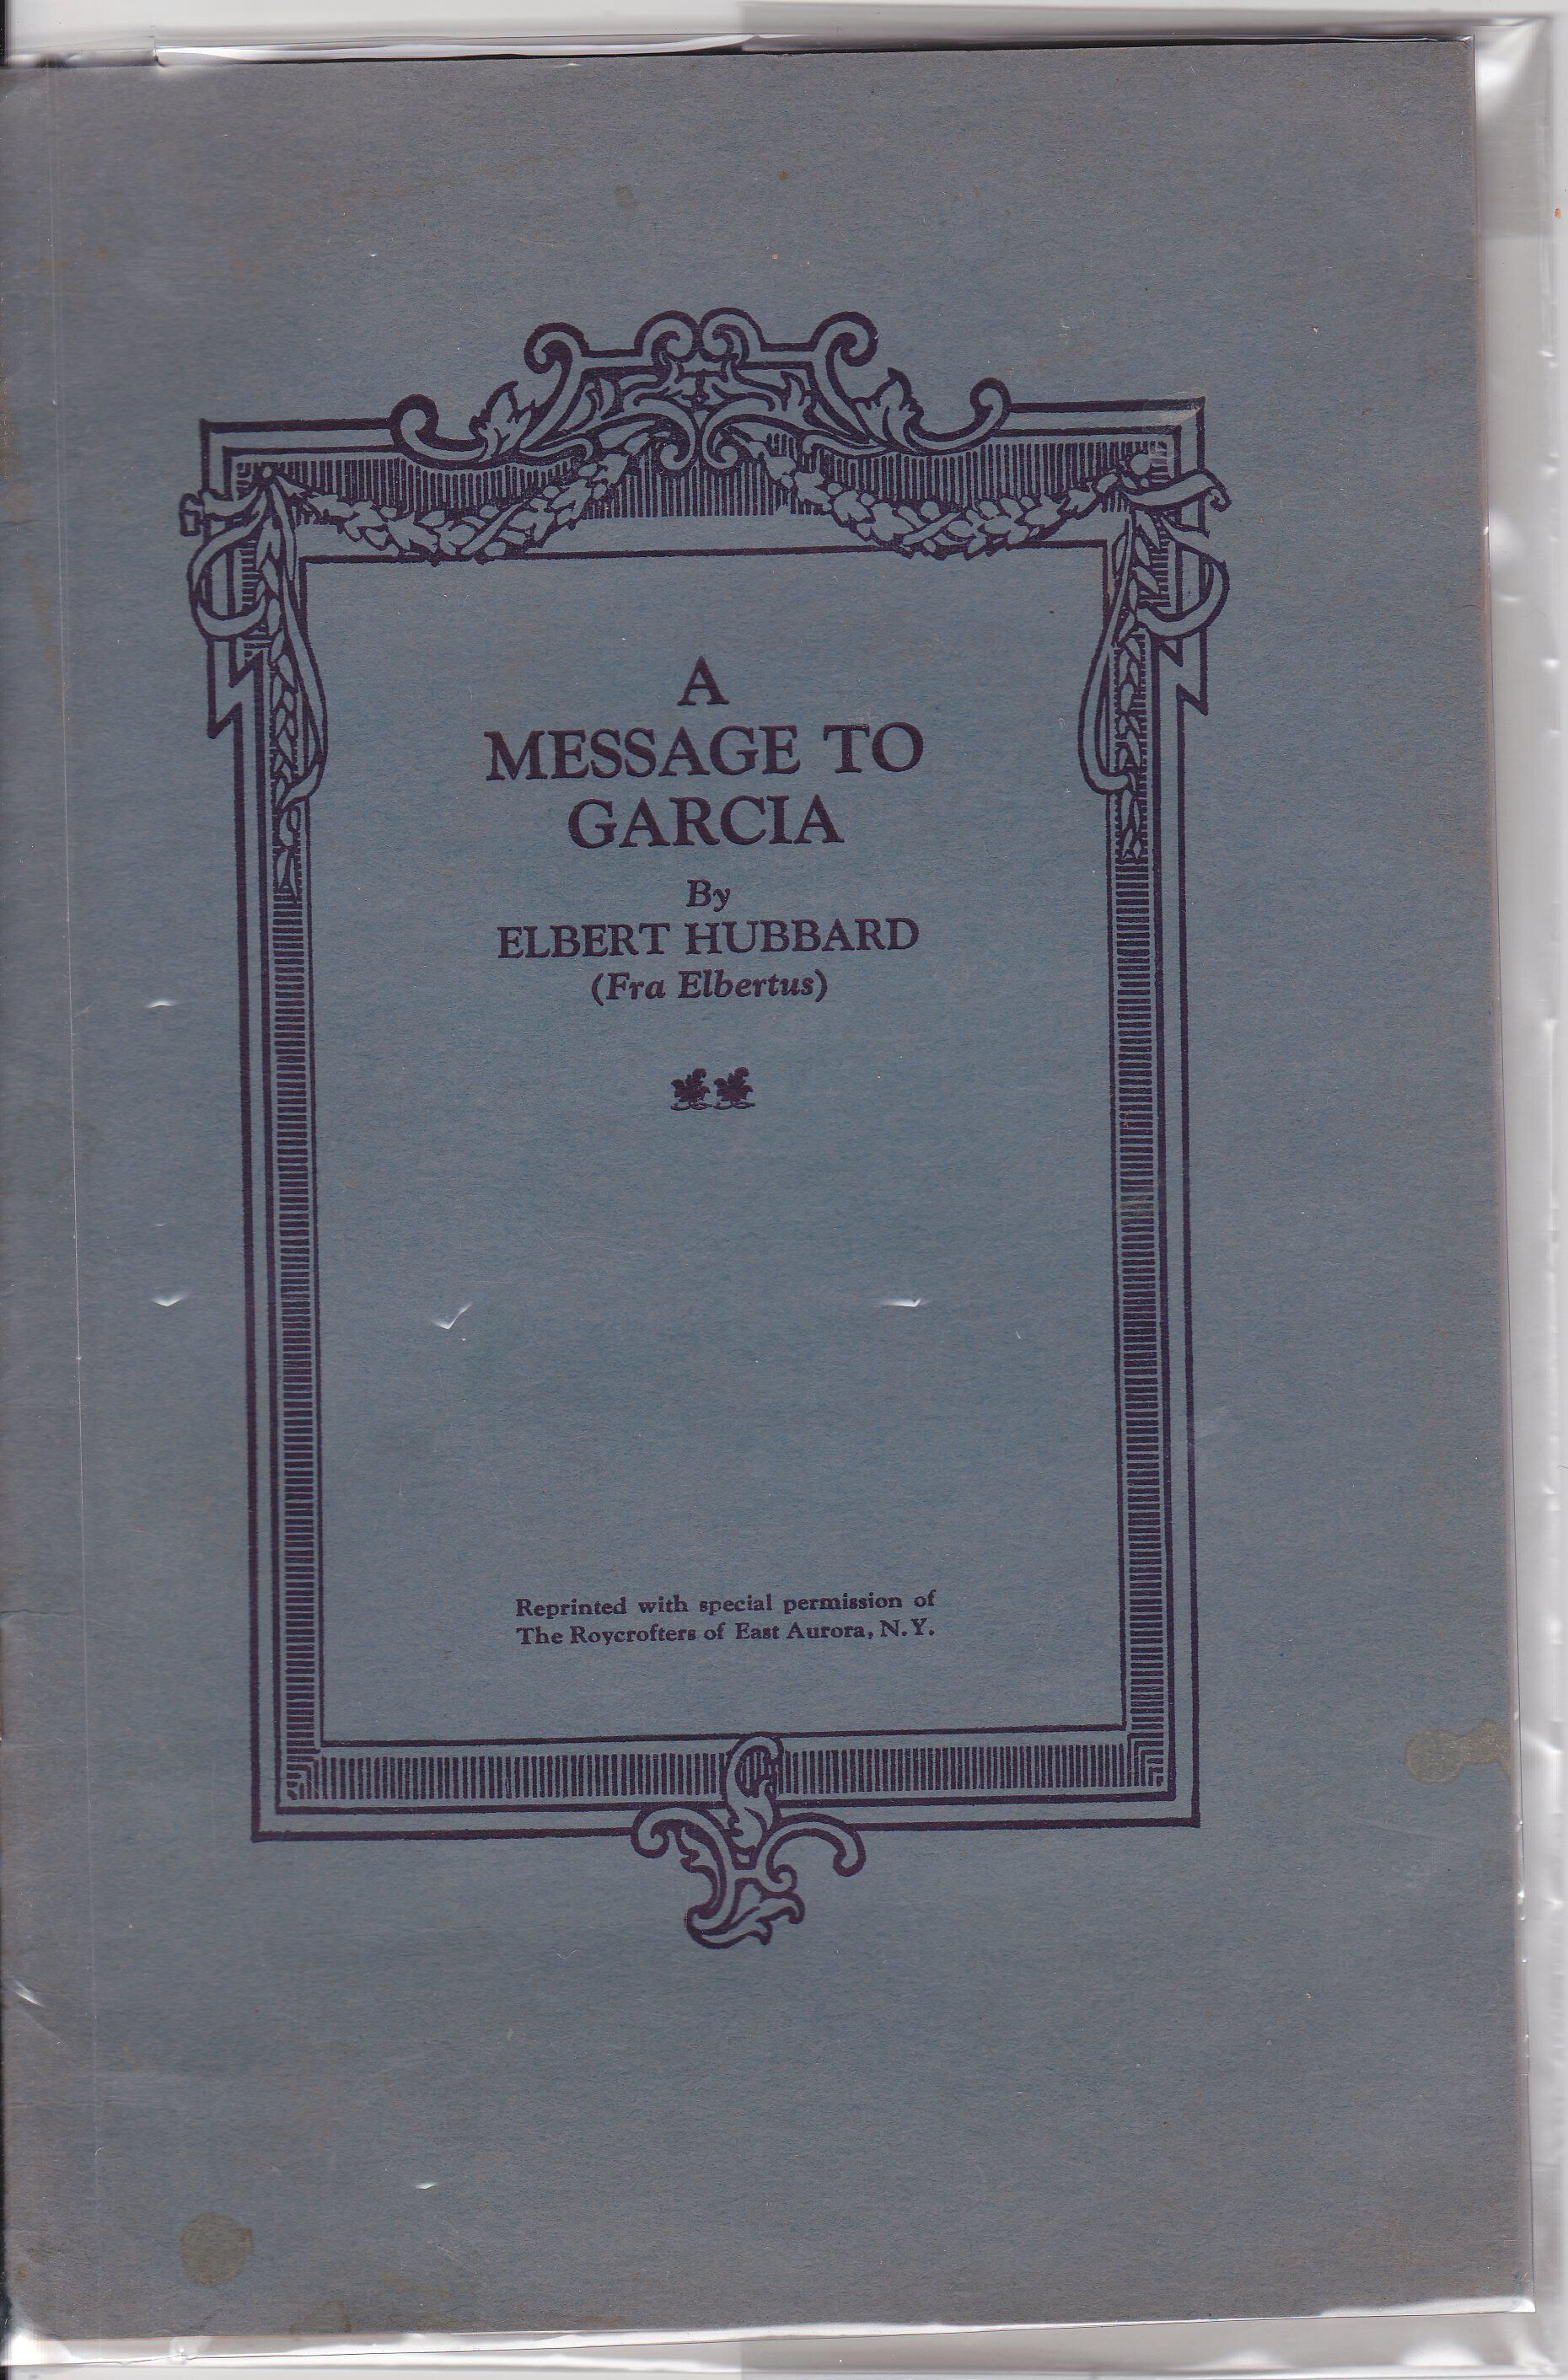 A
MESSAGE TO
GARCIA
By
ELBERT HUBBARD
(Fra Elbertus)
Reprinted with special permission of
The Roycrofters of East Aurora, N.Y.